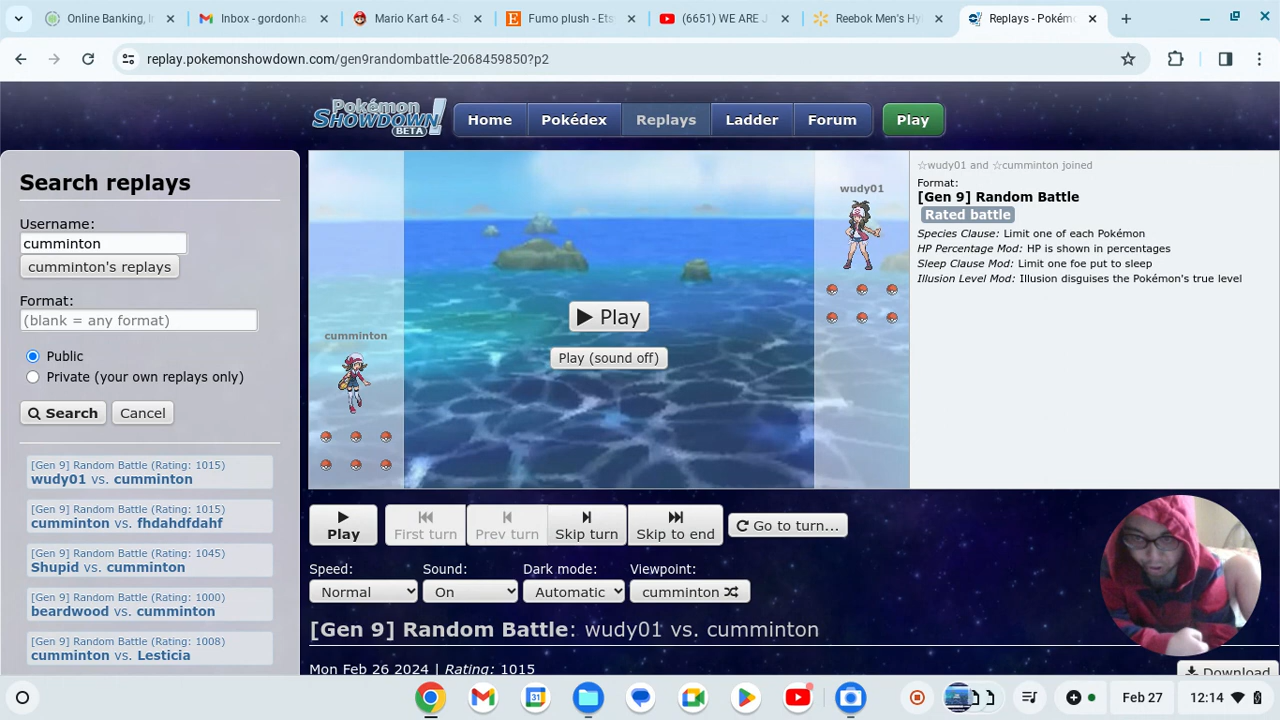 Online Banking, I
Inbox - gordonha
Mario Kart 64 - S
Fumo plush - Ets
(6651) WE ARE J
Reebok Men's Hy
Replays - Pokémo
replay.pokemonshowdown.com/gen9randombattle-2068459850?p2
Pokémon
SHOWDOWN!
BETA
Home
Pokédex
Replays
Ladder
Forum
Play
Search replays
Username:
cumminton
cumminton's replays
Format:
(blank = any format)
Public
Private (your own replays only)
Search
Cancel
[Gen 9] Random Battle (Rating: 1015)
wudy01 vs. cumminton
[Gen 9] Random Battle (Rating: 1015)
cumminton vs. fhdahdfdahf
[Gen 9] Random Battle (Rating: 1045)
Shupid vs. cumminton
[Gen 9] Random Battle (Rating: 1000)
beardwood vs. cumminton
[Gen 9] Random Battle (Rating: 1008)
cumminton vs. Lesticia
cumminton
wudy01
Play
Play (sound off)
☆wudy01 and ☆cumminton joined
Format:
[Gen 9] Random Battle
Rated battle
Species Clause: Limit one of each Pokémon
HP Percentage Mod: HP is shown in percentages
Sleep Clause Mod: Limit one foe put to sleep
Illusion Level Mod: Illusion disguises the Pokémon's true level
Play
First turn
Prev turn
Skip turn
Skip to end
Go to turn...
Speed:
Sound:
Dark mode:
Viewpoint:
Normal
On
Automatic
cumminton
[Gen 9] Random Battle: wudy01 vs. cumminton
Mon Feb 26 2024 | Rating: 1015
Download
31
Feb 27
12:14